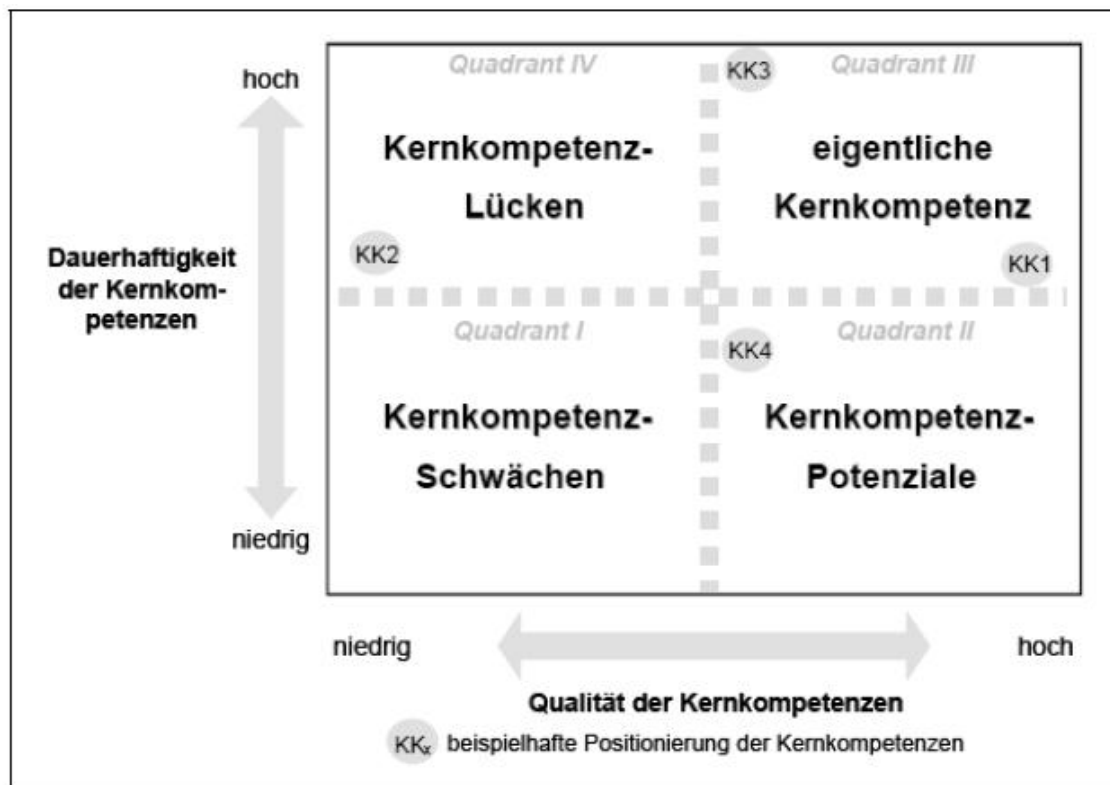 Quadrant IV
Quadrant III
hoch
KK3
Kernkompetenz-
Lücken
eigentliche
Kernkompetenz
KK2
KK1
Dauerhaftigkeit
der Kernkom-
petenzen
Quadrant I
Quadrant II
KK4
Kernkompetenz-
Schwächen
Kernkompetenz-
Potenziale
niedrig
niedrig
hoch
Qualität der Kernkompetenzen
KKx beispielhafte Positionierung der Kernkompetenzen